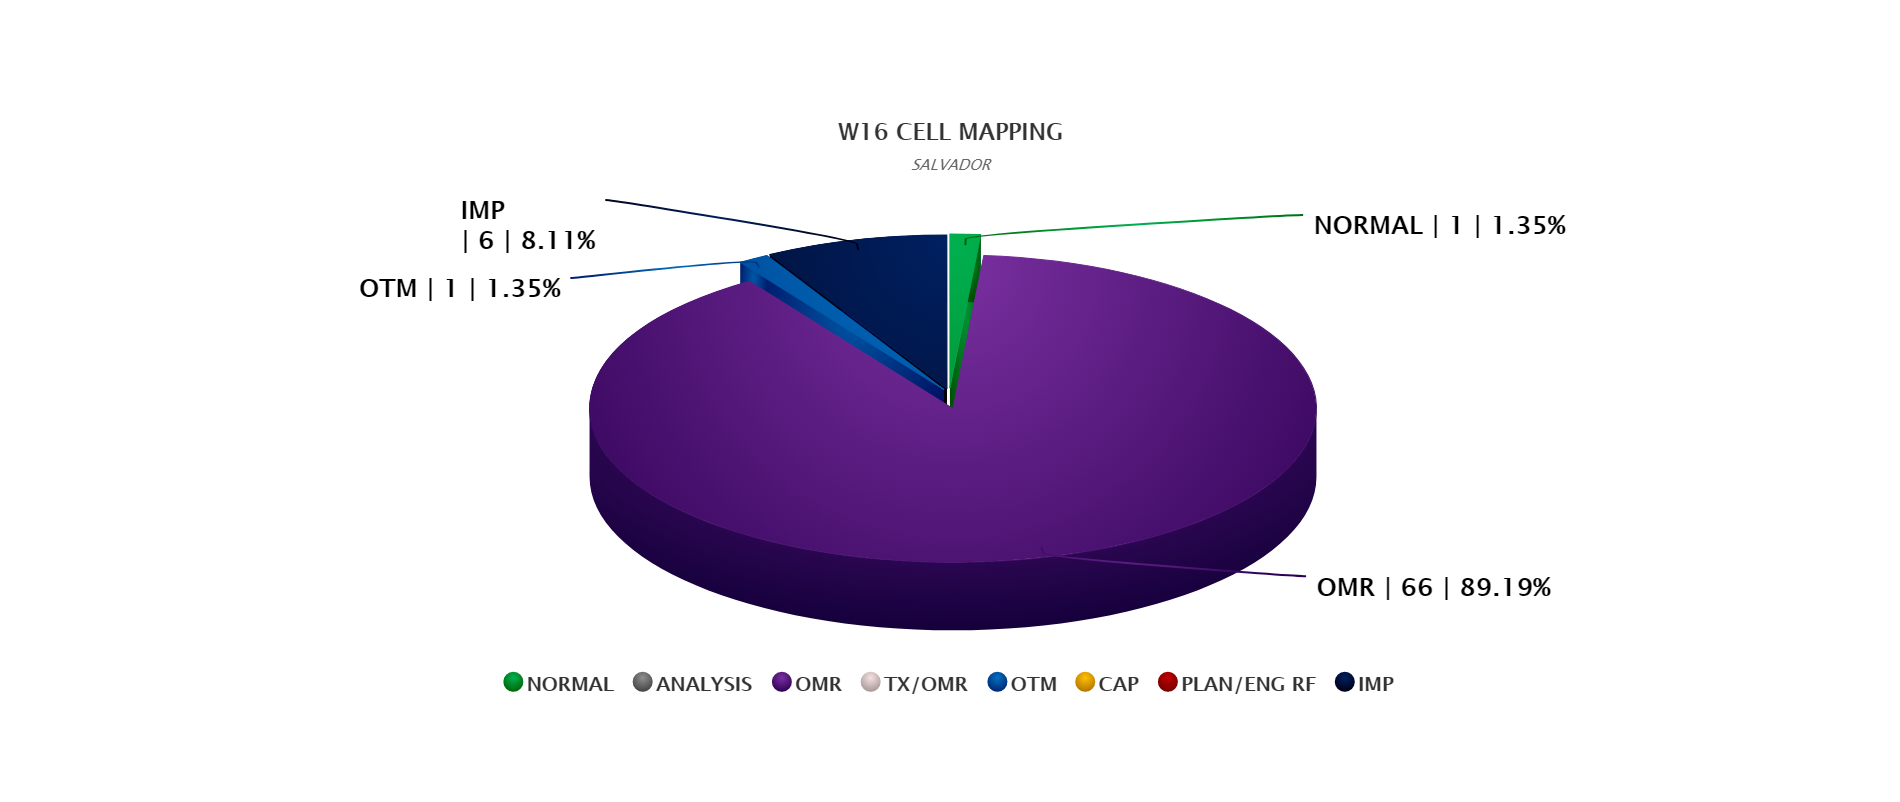 W16 CELL MAPPING
SALVADOR
IMP
| 6 | 8.11%
NORMAL | 1 | 1.35%
OTM | 1 | 1.35%
OMR | 66 | 89.19%
NORMAL ANALYSIS OMR TX/OMR OTM CAP PLAN/ENG RF IMP